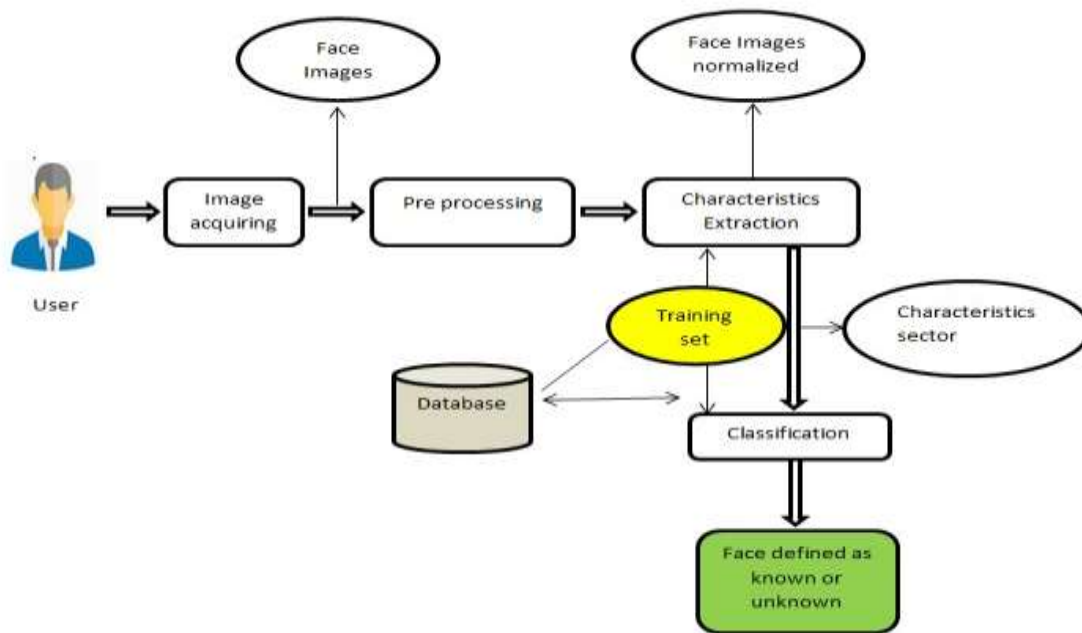 Face
Images
Face Images
normalized
Image
acquiring
Pre processing
Characteristics
Extraction
User
Training
set
Characteristics
sector
Database
Classification
Face defined as
known or
unknown